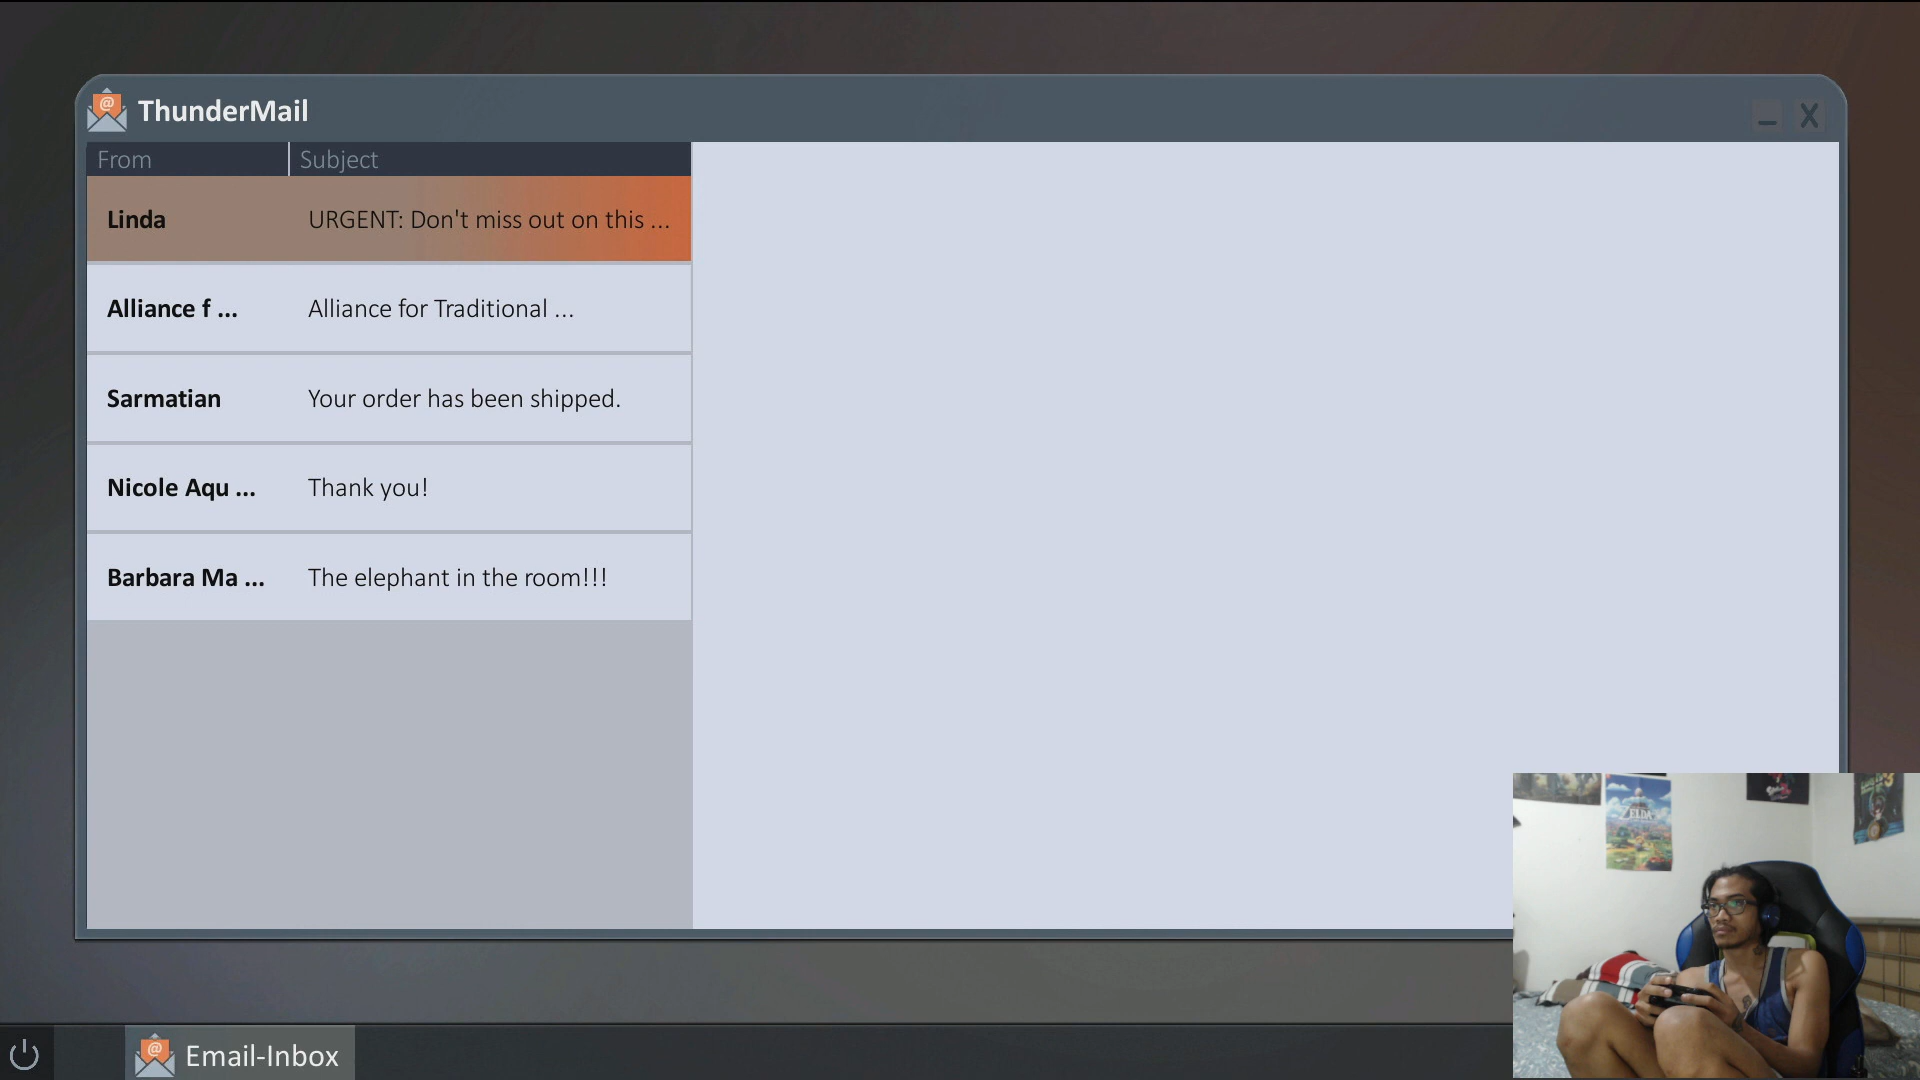 ThunderMail
From Subject
Linda URGENT: Don't miss out on this ...
Alliance f ... Alliance for Traditional ...
Sarmatian Your order has been shipped.
Nicole Aqu ... Thank you!
Barbara Ma ... The elephant in the room!!!
ZELDA
Email-Inbox